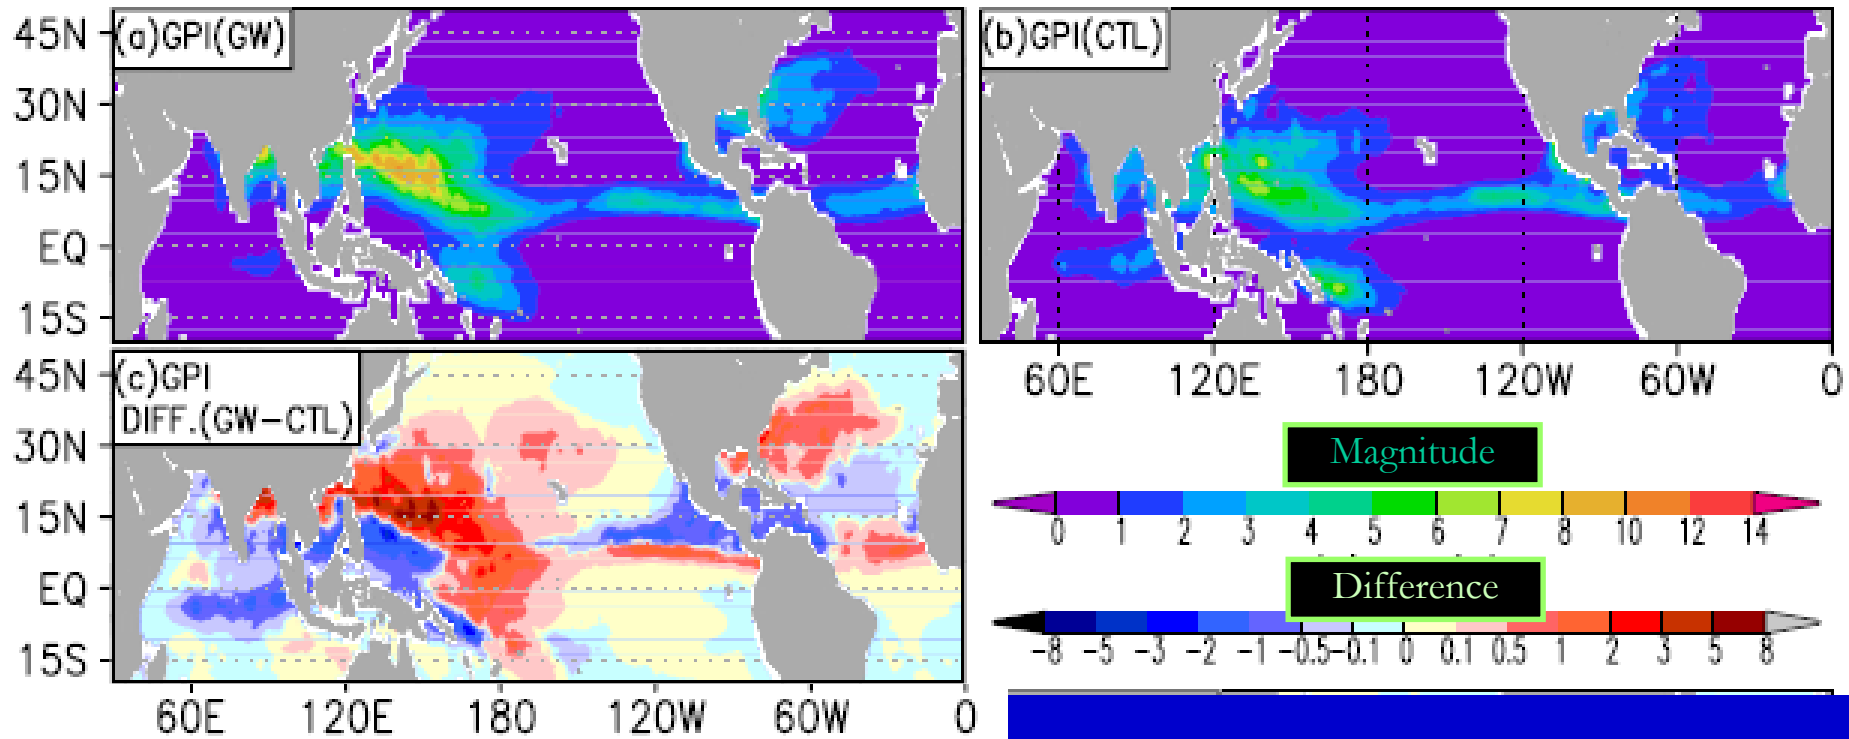 (a)GPI(GW)
45N
30N
15N
EQ
15S
(b)GPI(CTL)
60E 120E 180 120W 60W 0
(c)GPI
DIFF.(GW-CTL)
45N
30N
15N
EQ
15S
60E 120E 180 120W 60W 0
Magnitude
0 1 2 3 4 5 6 7 8 10 12 14
Difference
-8 -5 -3 -2 -1 -0.5 -0.1 0 0.1 0.5 1 2 3 5 8